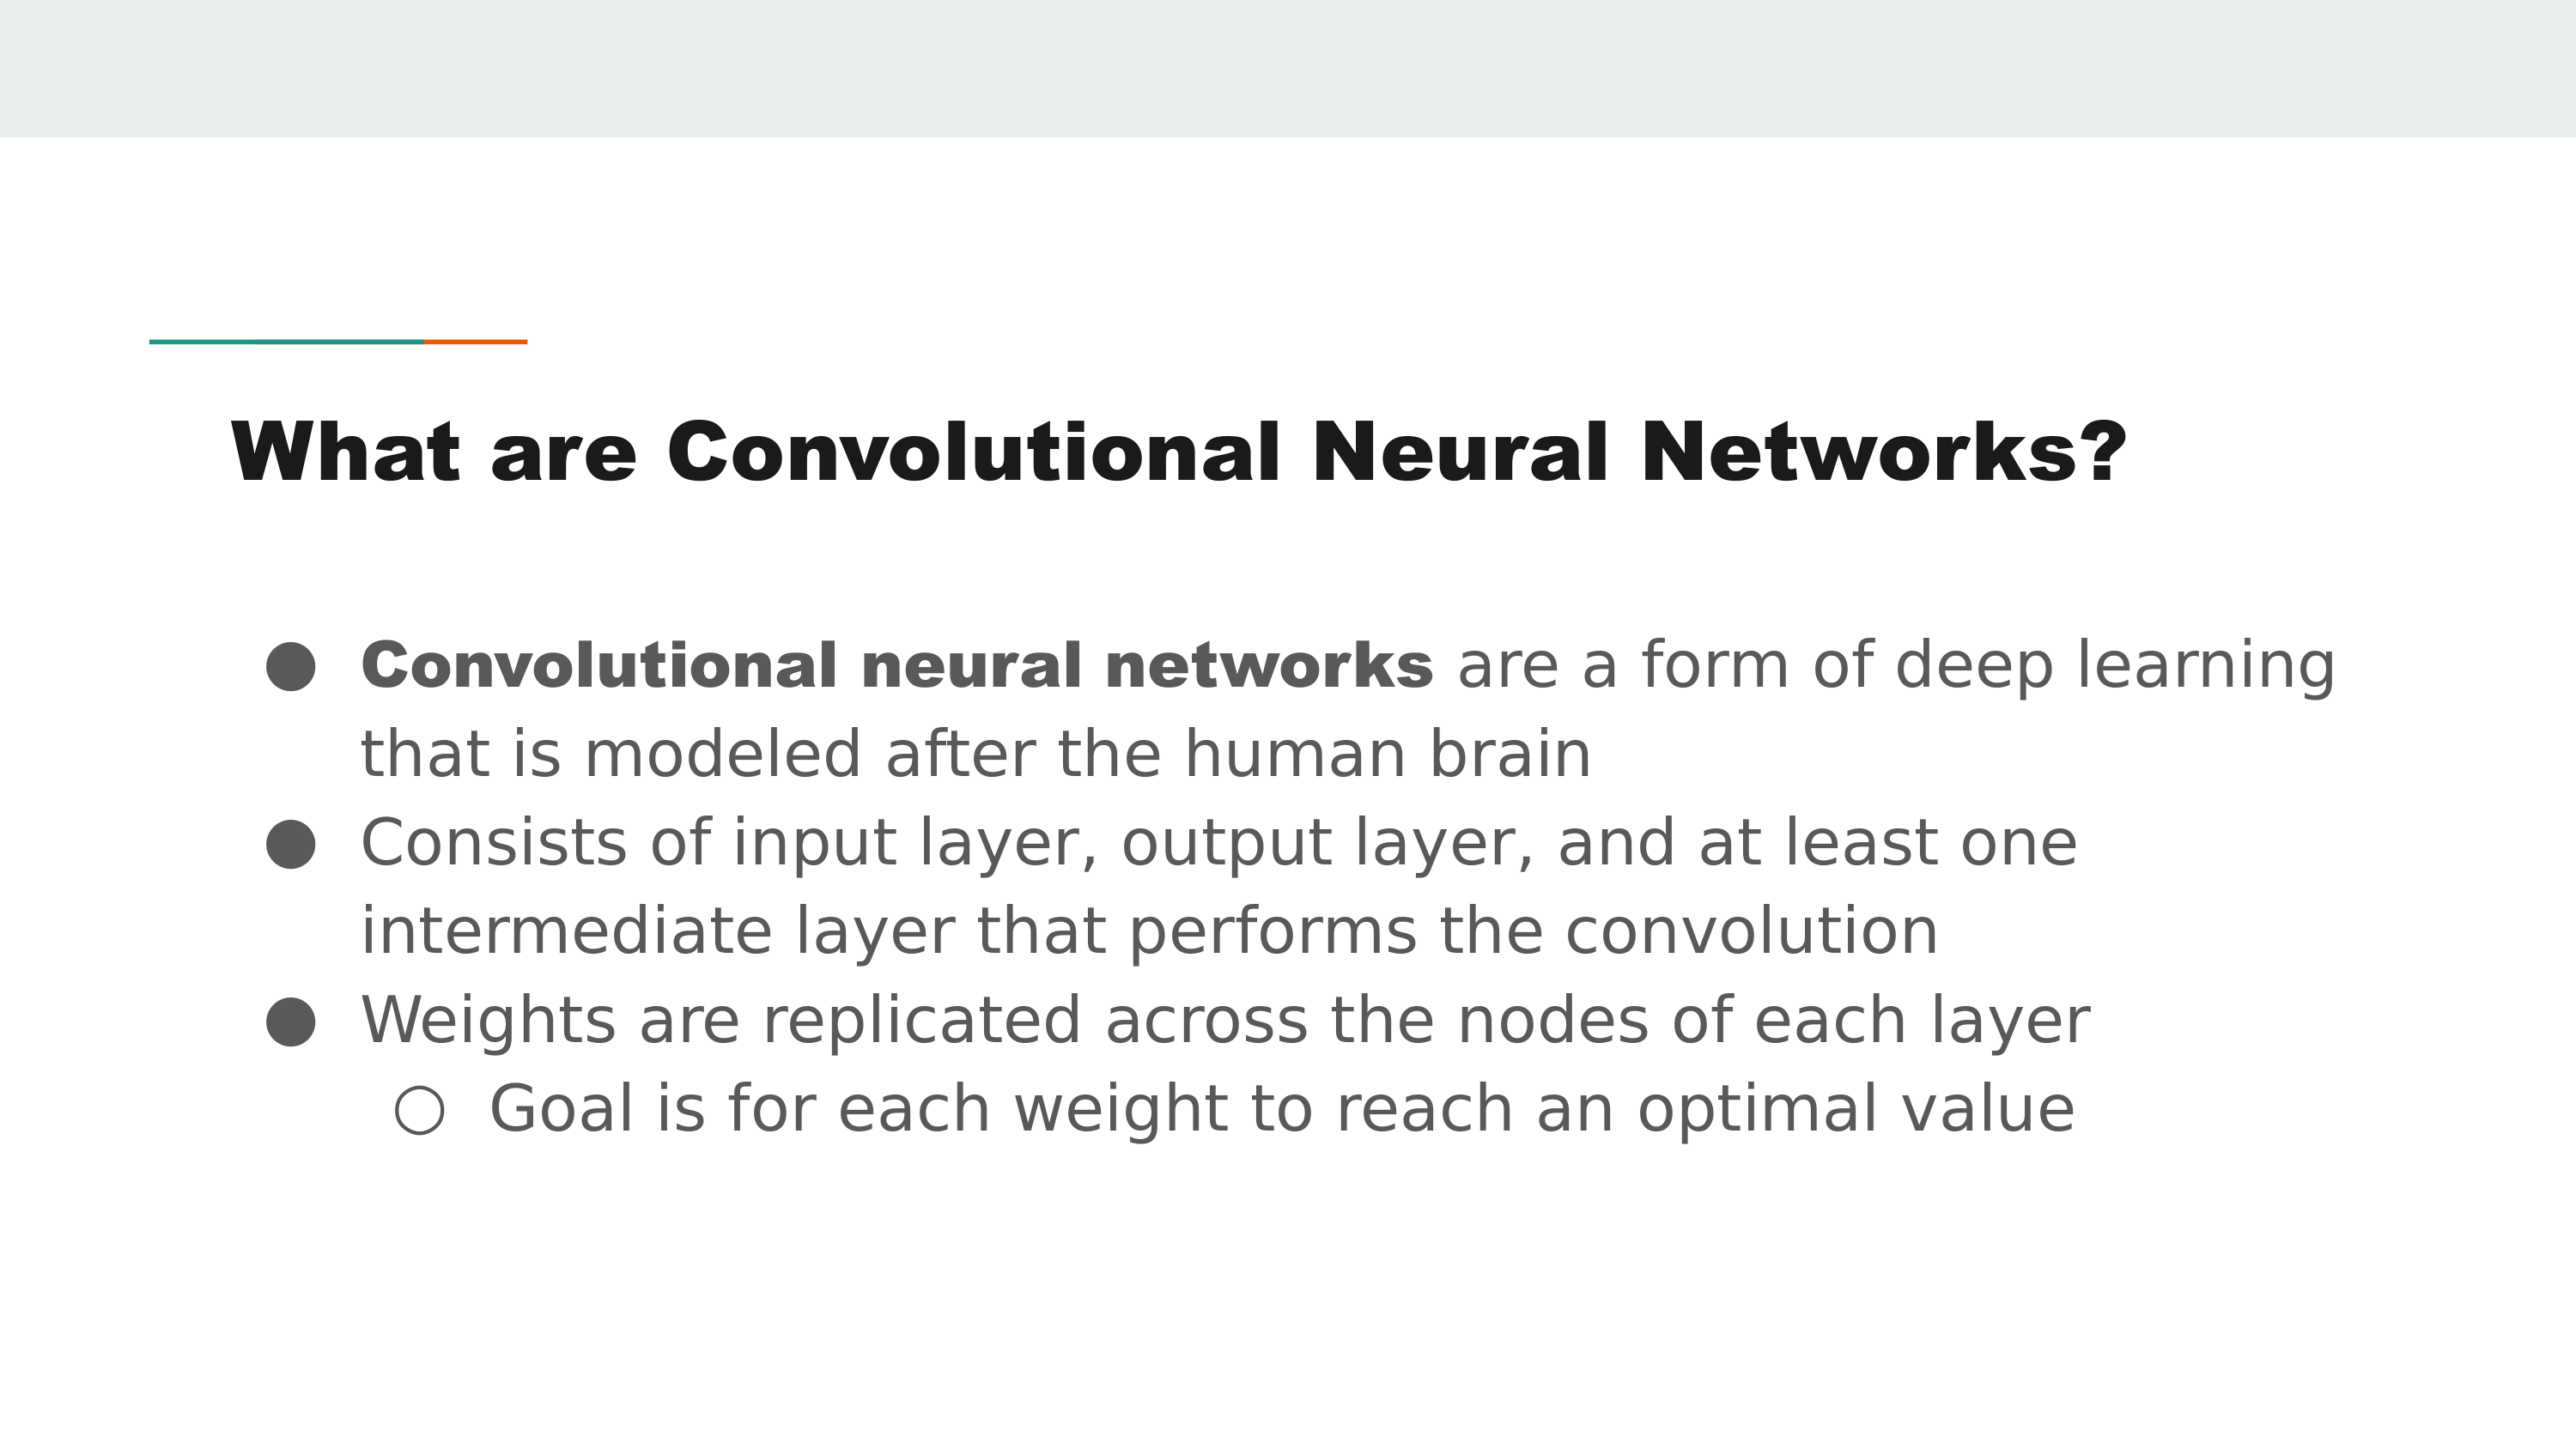 What are Convolutional Neural Networks?
● Convolutional neural networks are a form of deep learning
that is modeled after the human brain
● Consists of input layer, output layer, and at least one
intermediate layer that performs the convolution
● Weights are replicated across the nodes of each layer
○ Goal is for each weight to reach an optimal value